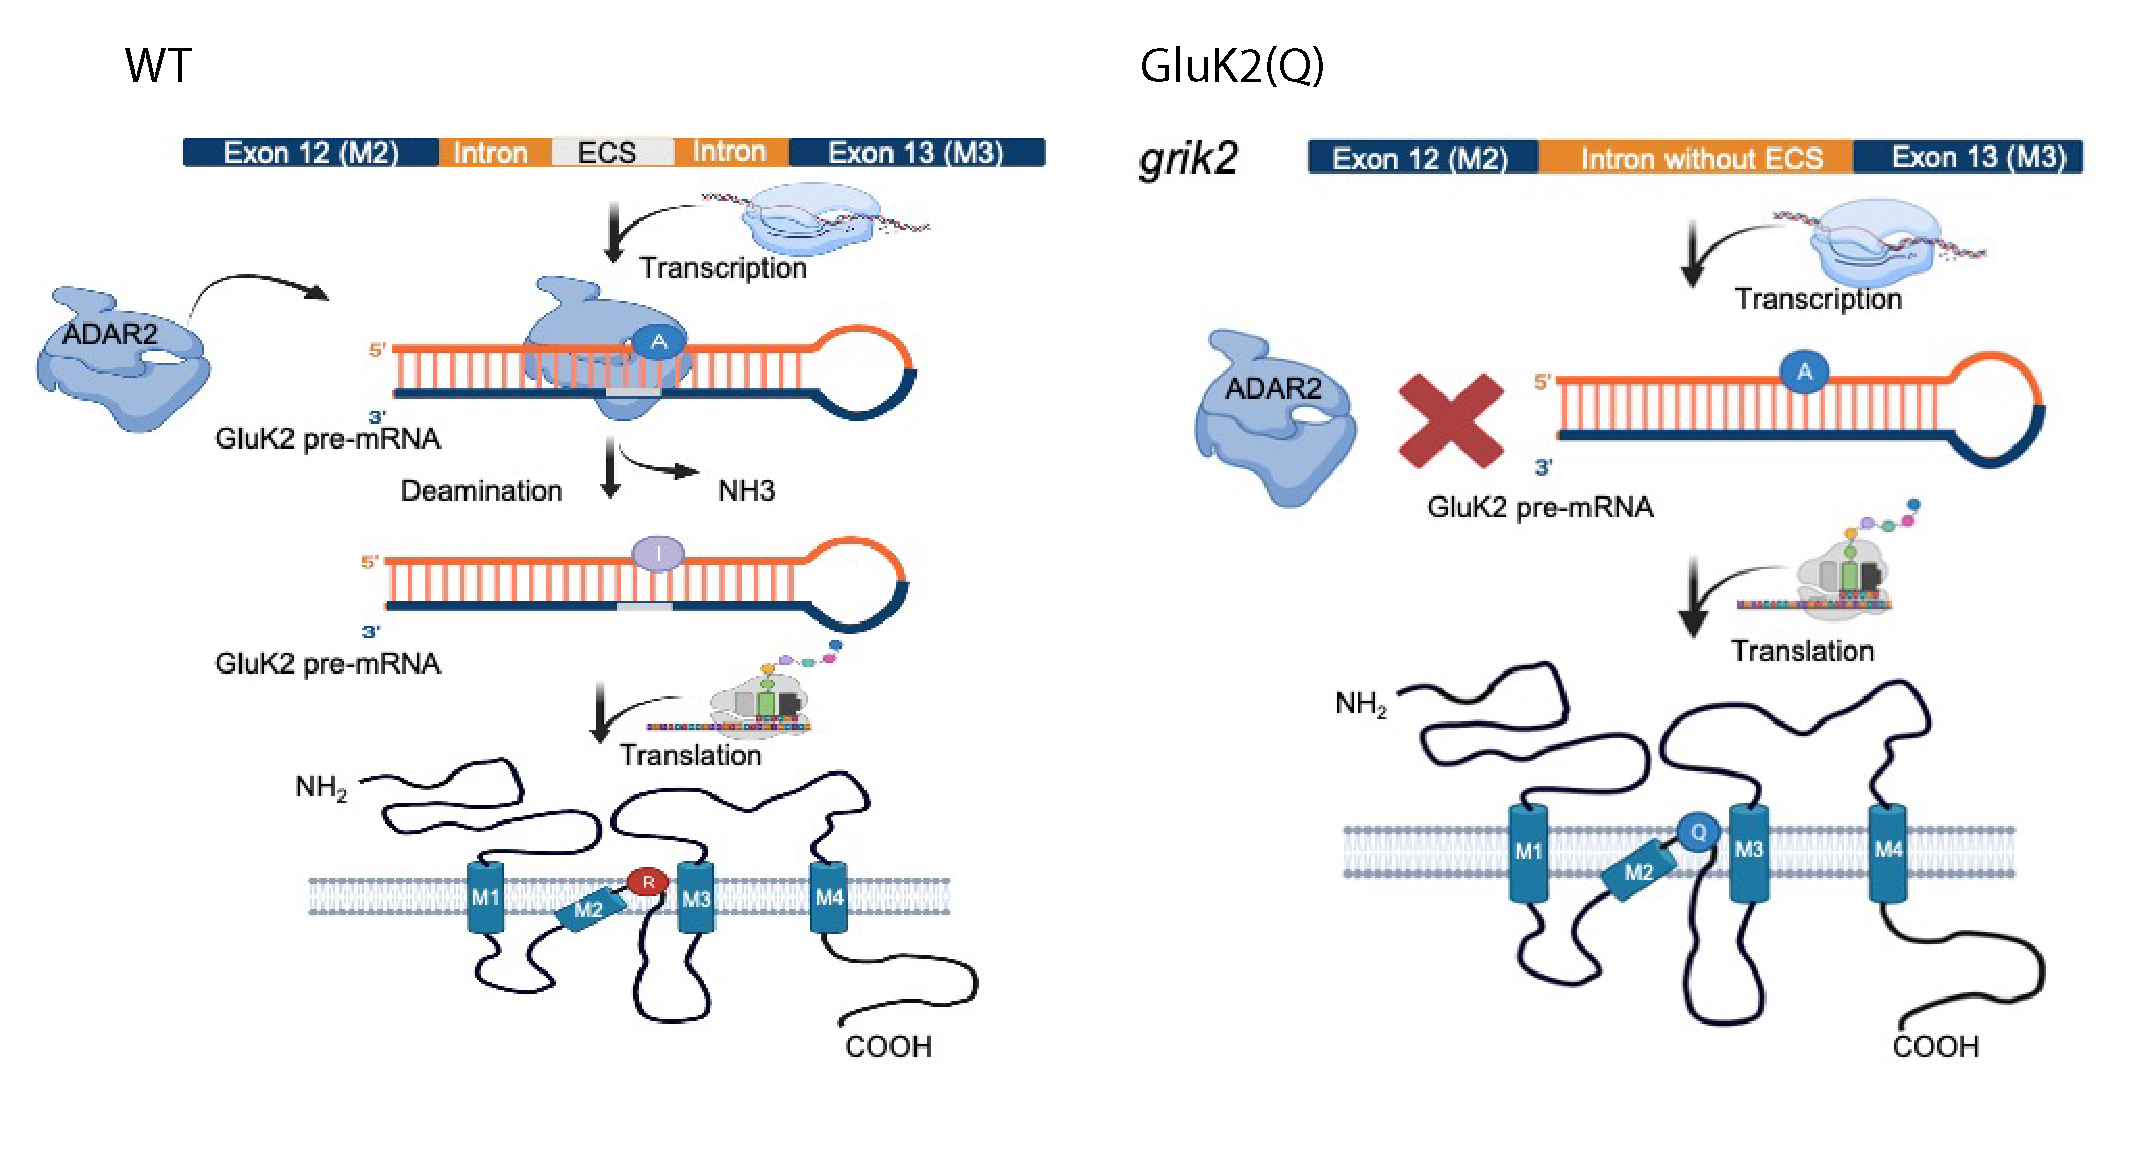 WT
Exon 12 (M2) Intron ECS Intron Exon 13 (M3)
Transcription
ADAR2
A
5'
3'
GluK2 pre-mRNA
Deamination
NH3
I
5'
3'
GluK2 pre-mRNA
Translation
NH2
M1
M2
R
M3
M4
COOH
GluK2(Q)
grik2
Exon 12 (M2) Intron without ECS Exon 13 (M3)
Transcription
ADAR2
A
5'
3'
GluK2 pre-mRNA
Translation
NH2
M1
M2
Q
M3
M4
COOH